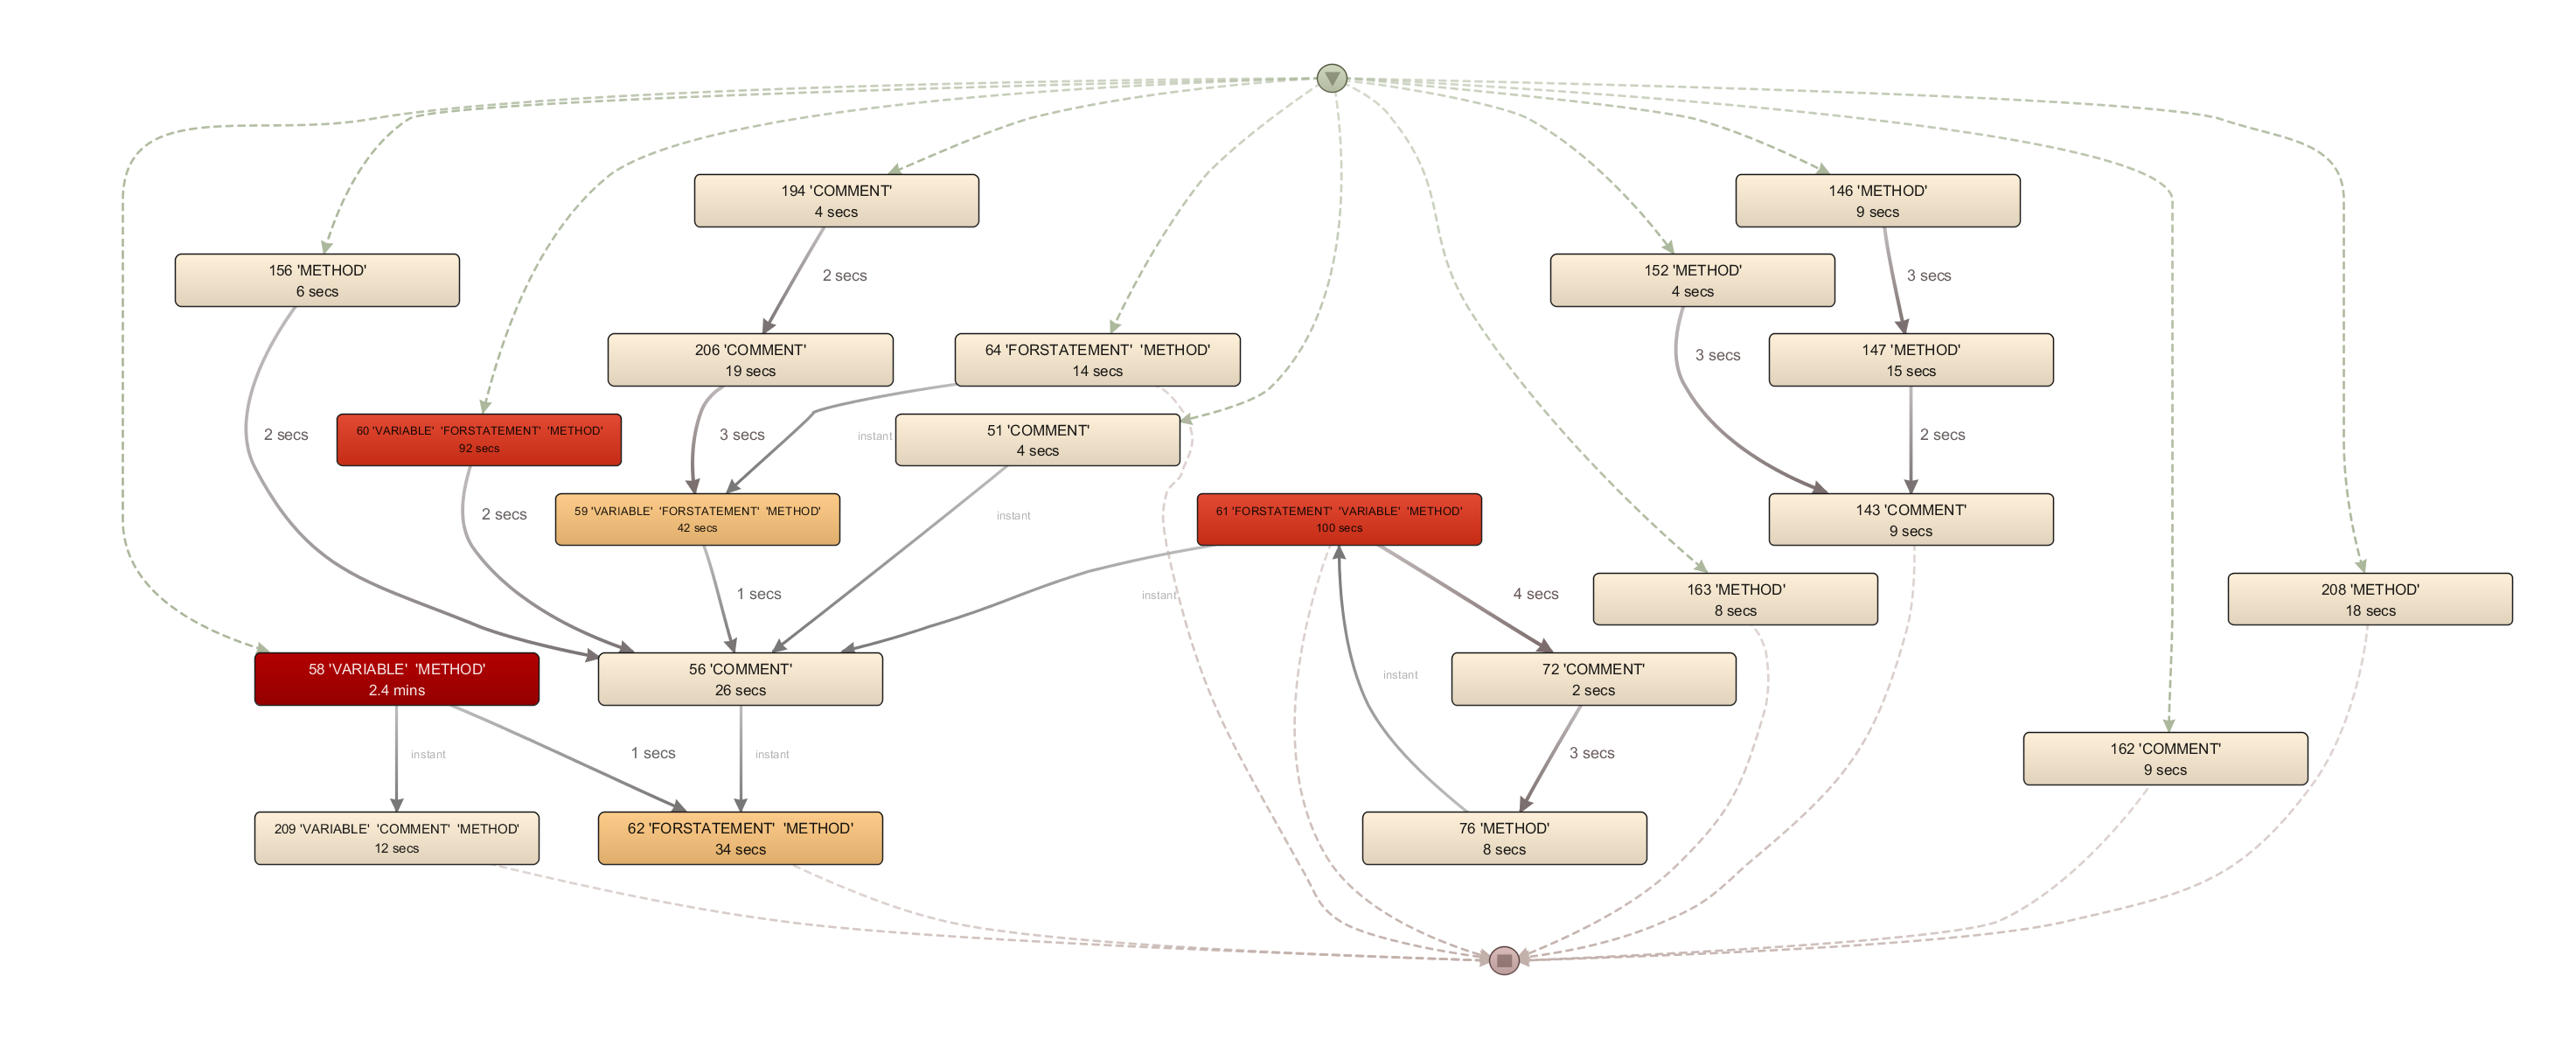 194 'COMMENT'
4 secs
146 'METHOD'
9 secs
2 secs
3 secs
156 'METHOD'
6 secs
152 'METHOD'
4 secs
206 'COMMENT'
19 secs
64 'FORSTATEMENT' 'METHOD'
14 secs
3 secs
147 'METHOD'
15 secs
2 secs
60 'VARIABLE' 'FORSTATEMENT' 'METHOD'
92 secs
3 secs
instant
51 'COMMENT'
4 secs
2 secs
2 secs
59 'VARIABLE' 'FORSTATEMENT' 'METHOD'
42 secs
instant
61 'FORSTATEMENT' 'VARIABLE' 'METHOD'
100 secs
143 'COMMENT'
9 secs
1 secs
instant
4 secs
163 'METHOD'
8 secs
208 'METHOD'
18 secs
58 'VARIABLE' 'METHOD'
2.4 mins
56 'COMMENT'
26 secs
instant
72 'COMMENT'
2 secs
instant
1 secs
instant
3 secs
162 'COMMENT'
9 secs
209 'VARIABLE' 'COMMENT' 'METHOD'
12 secs
62 'FORSTATEMENT' 'METHOD'
34 secs
76 'METHOD'
8 secs